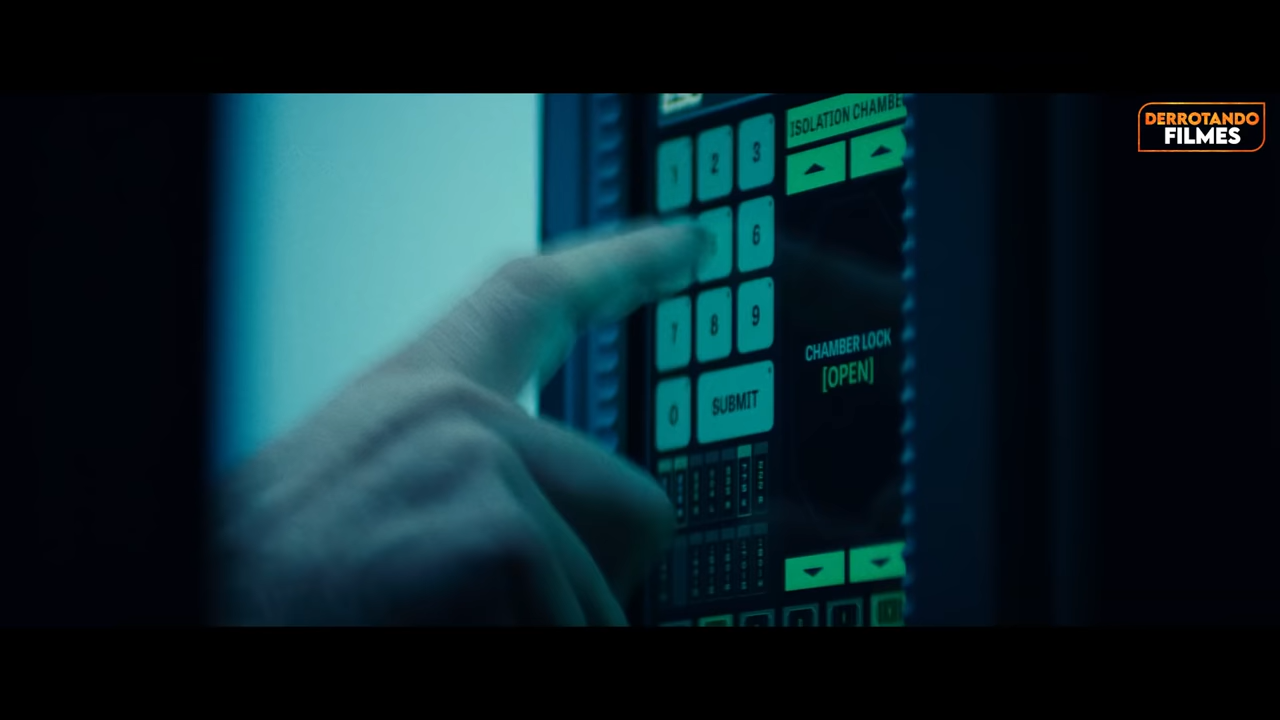 DERROTANDO
FILMES
ISOLATION CHAMBE
1 2 3
6
7 8 9
0 SUBMIT
CHAMBER LOCK
[OPEN]